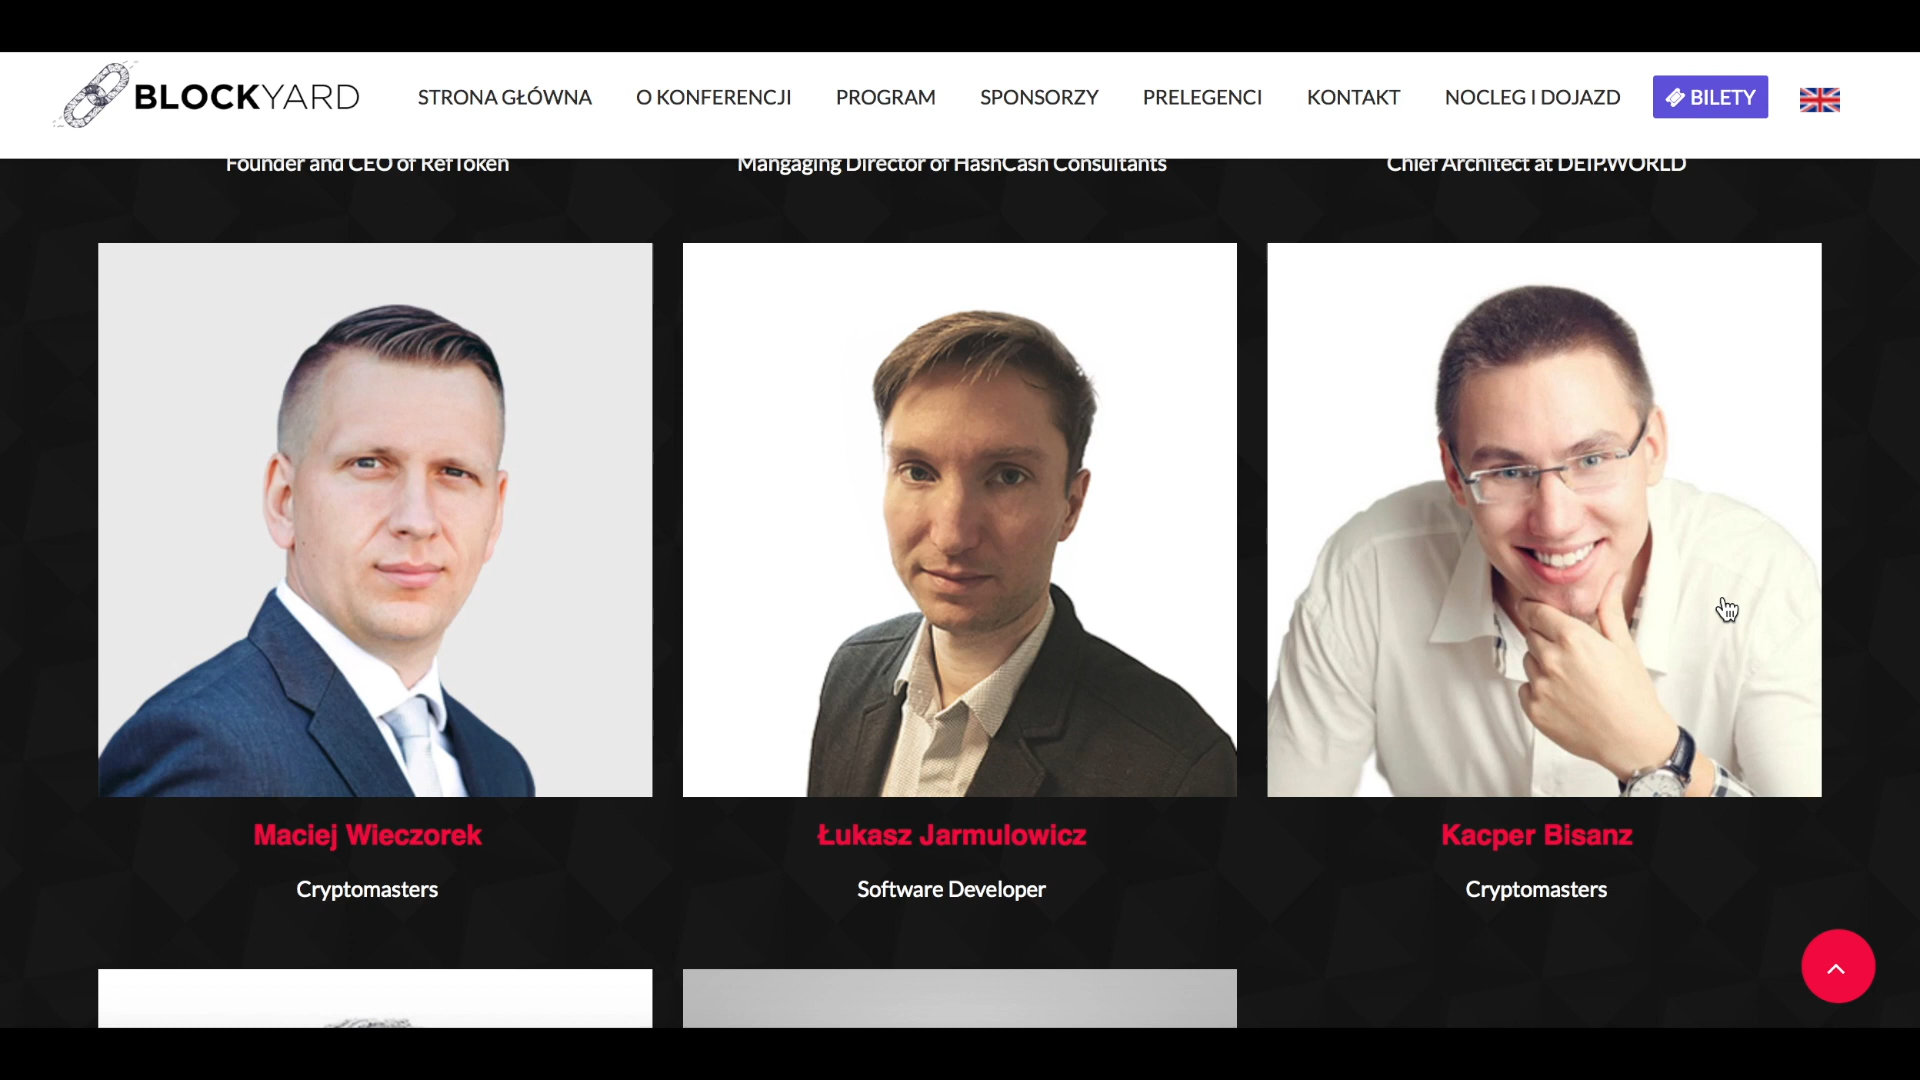 BLOCKYARD
STRONA GŁÓWNA
O KONFERENCJI
PROGRAM
SPONSORZY
PRELEGENCI
KONTAKT
NOCLEG I DOJAZD
BILETY
Founder and CEO of RefToken
Mangaging Director of HashCash Consultants
Chief Architect at DEIP.WORLD
Maciej Wieczorek
Łukasz Jarmulowicz
Kacper Bisanz
Cryptomasters
Software Developer
Cryptomasters